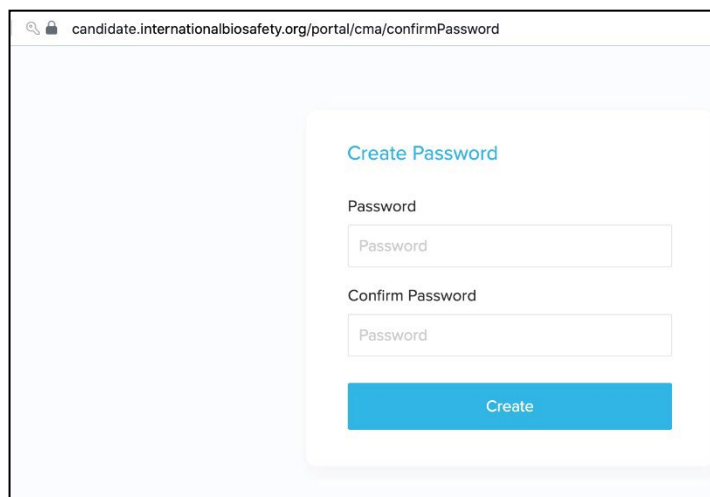 candidate.internationalbiosafety.org/portal/cma/confirmPassword
Create Password
Password
Password
Confirm Password
Password
Create